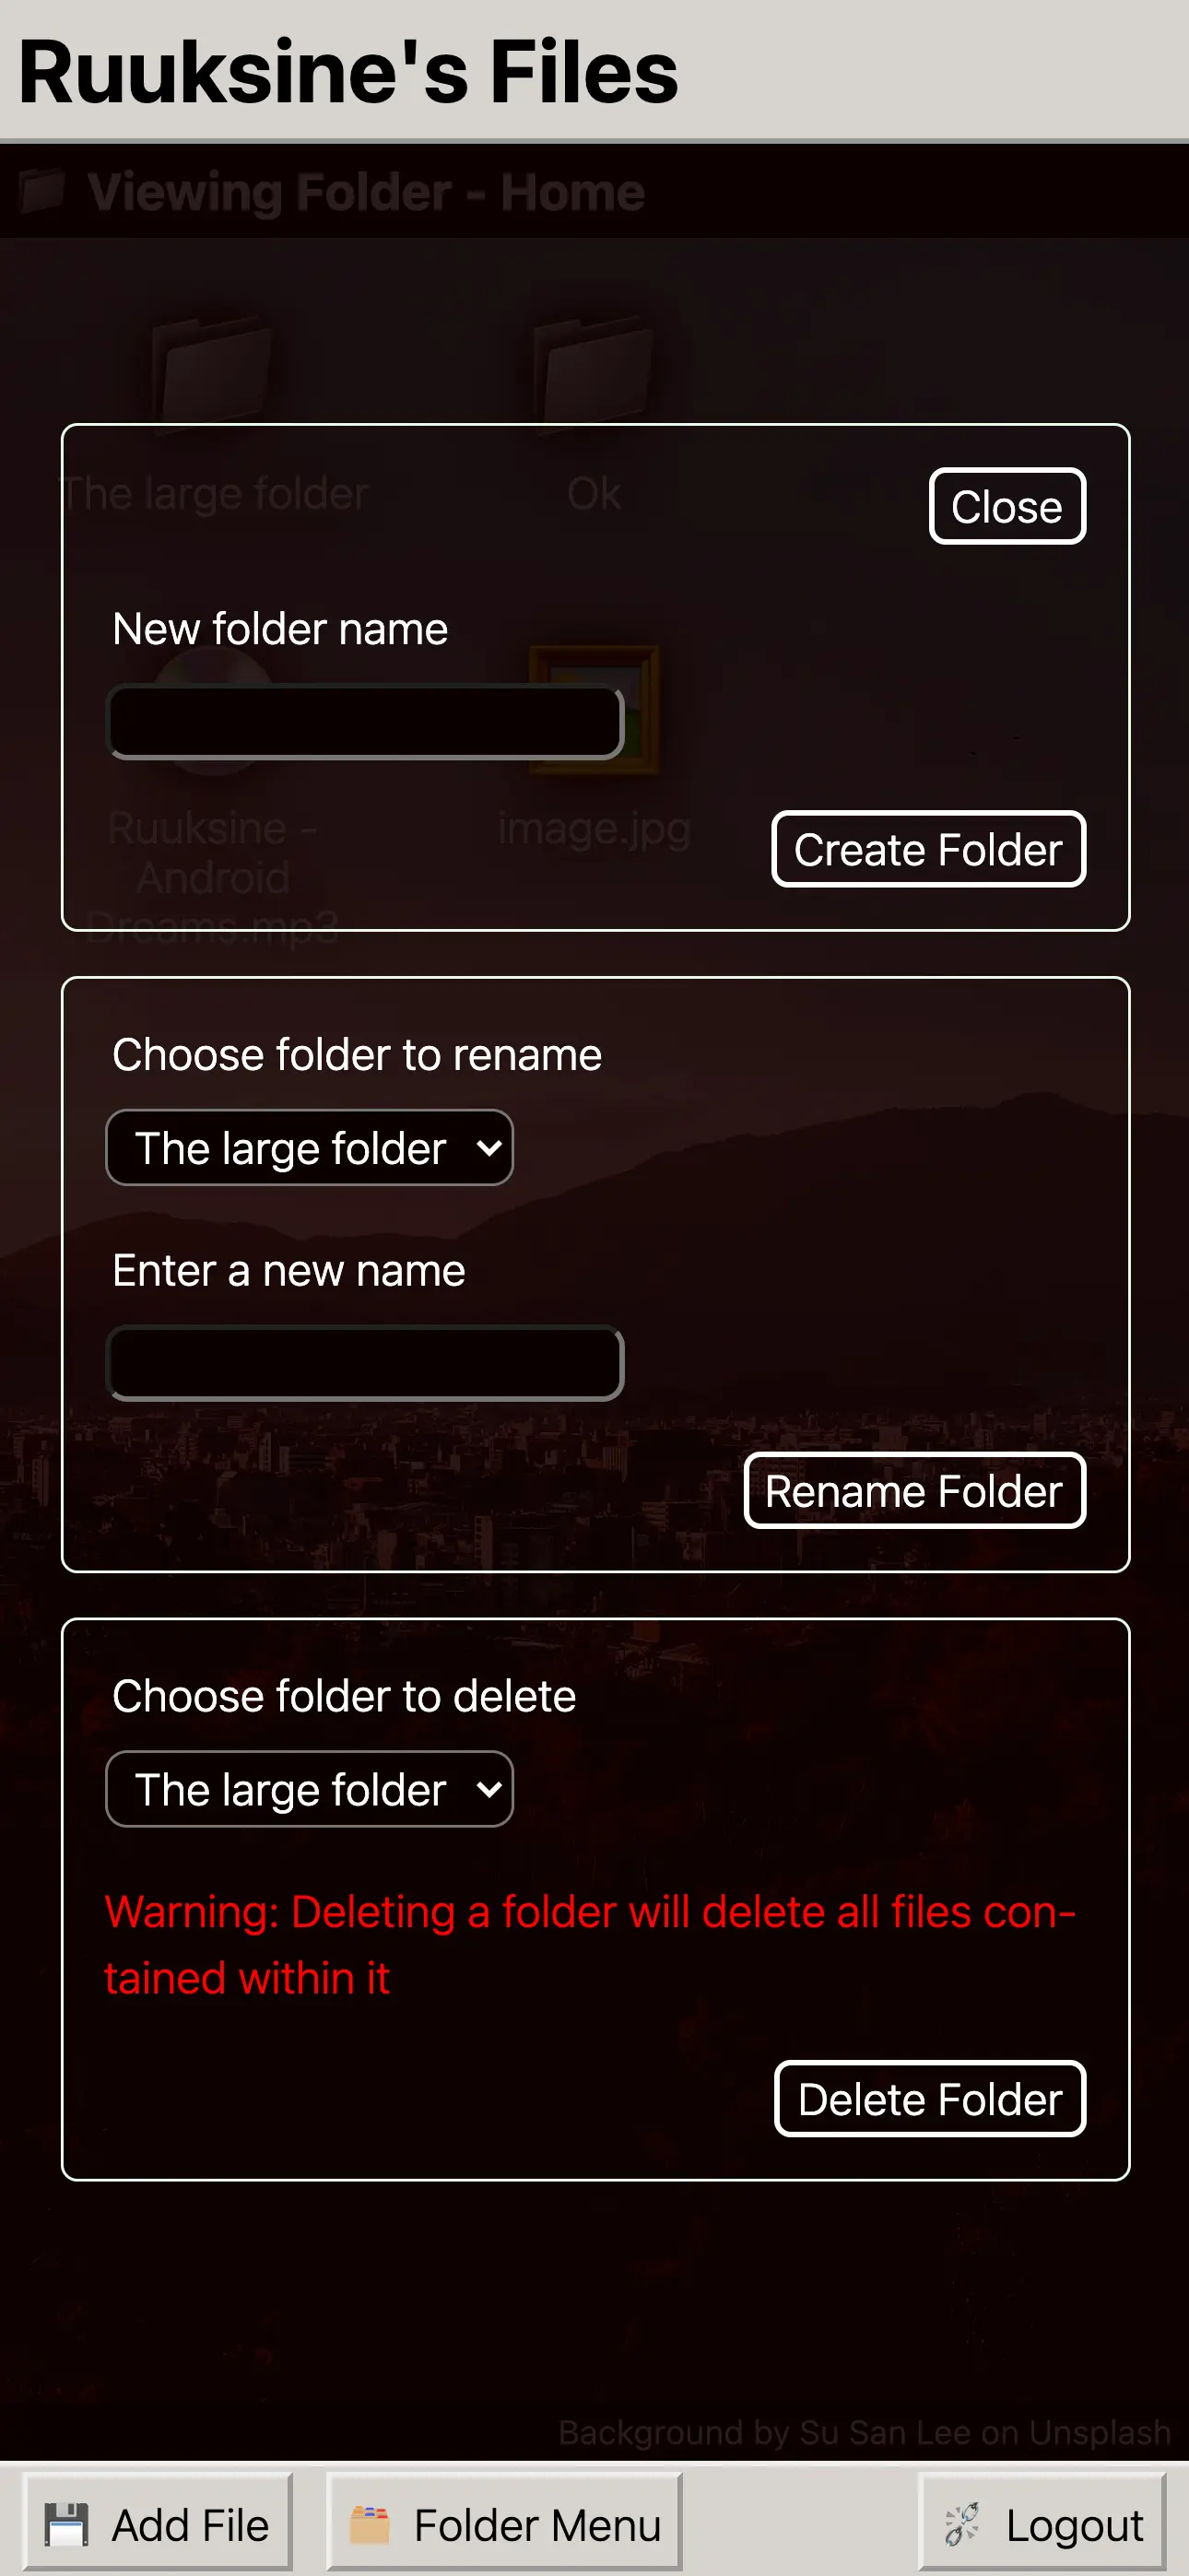 Ruuksine's Files
Viewing Folder - Home
The large folder
Ok
Close
New folder name
Ruuksine -
Android
Dreams.mp3
image.jpg
Create Folder
Choose folder to rename
The large folder
Enter a new name
Rename Folder
Choose folder to delete
The large folder
Warning: Deleting a folder will delete all files con-
tained within it
Delete Folder
Background by Su San Lee on Unsplash
Add File
Folder Menu
Logout